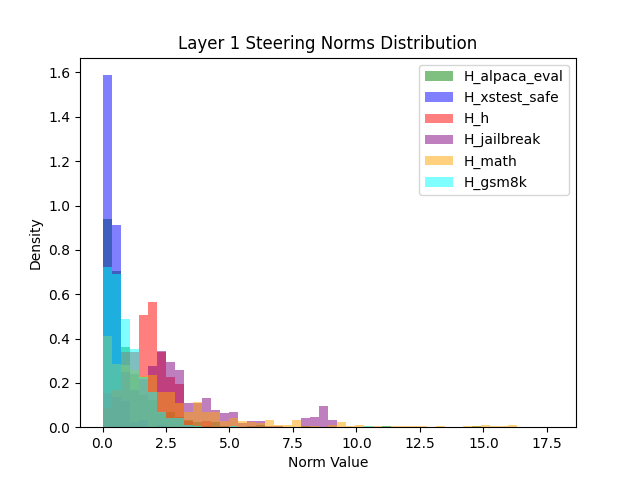 Layer 1 Steering Norms Distribution
H_alpaca_eval
H_xstest_safe
H_h
H_jailbreak
H_math
H_gsm8k
Density
1.6
1.4
1.2
1.0
0.8
0.6
0.4
0.2
0.0
0.0 2.5 5.0 7.5 10.0 12.5 15.0 17.5
Norm Value